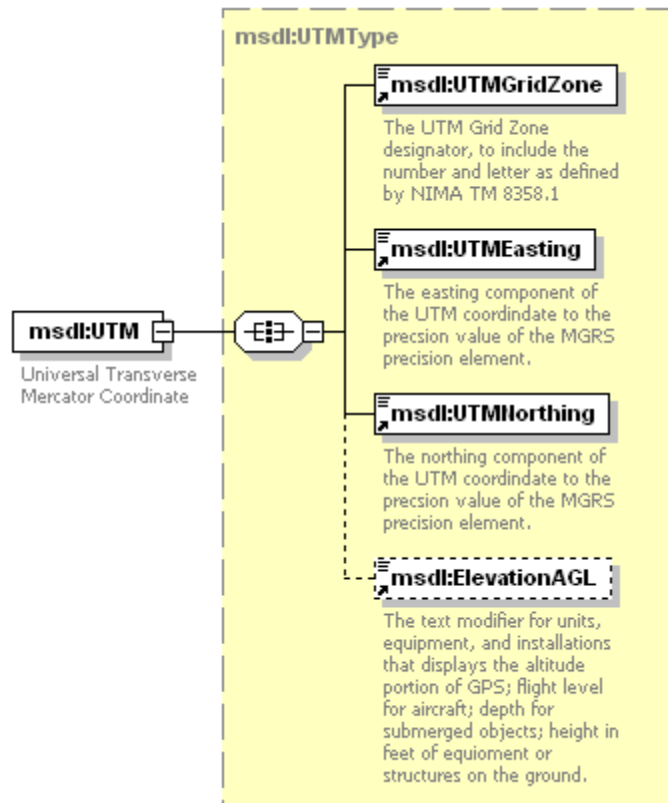 msdl:UTMType
msdl:UTMGridZone
The UTM Grid Zone
designator, to include the
number and letter as defined
by NIMA TM 8358.1
msdl:UTMEasting
The easting component of
the UTM coordindate to the
precsion value of the MGRS
precision element.
msdl:UTM
Universal Transverse
Mercator Coordinate
msdl:UTMNorthing
The northing component of
the UTM coordindate to the
precsion value of the MGRS
precision element.
msdl:ElevationAGL
The text modifier for units,
equipment, and installations
that displays the altitude
portion of GPS; flight level
for aircraft; depth for
submerged objects; height in
feet of equioment or
structures on the ground.